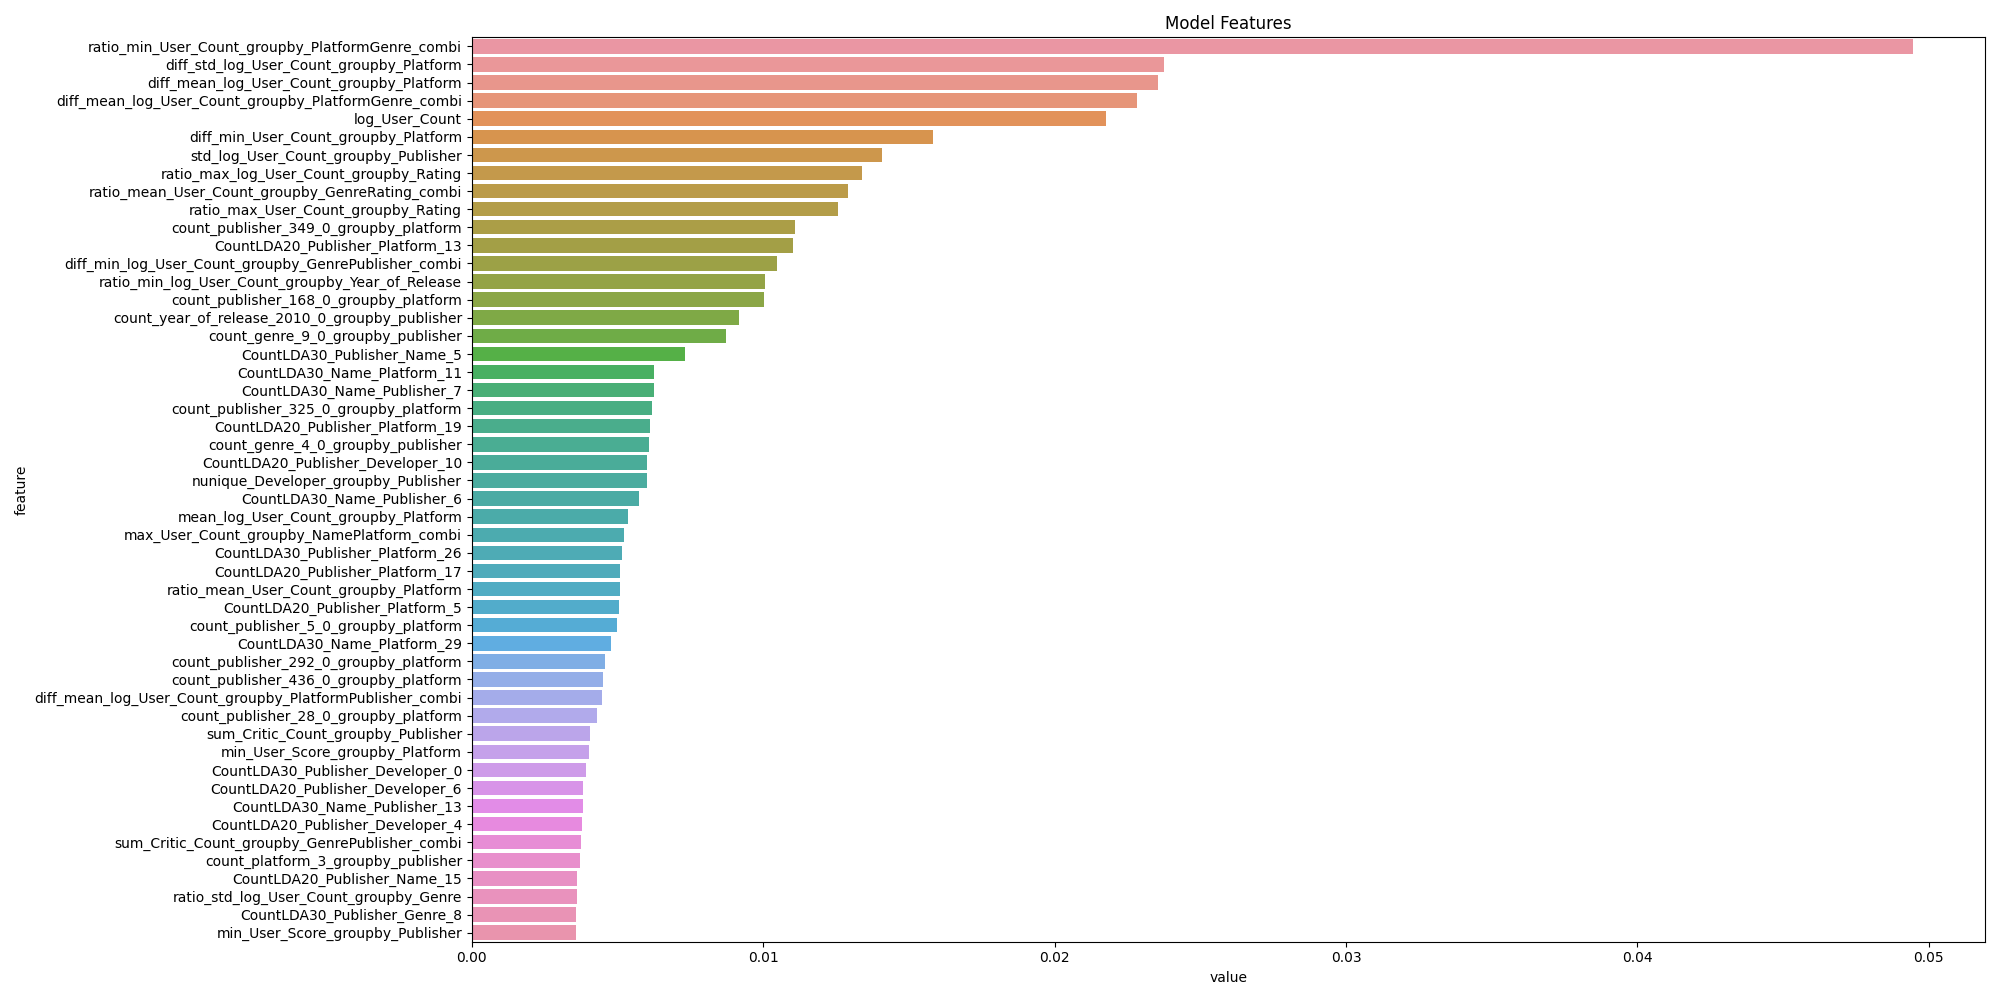 Model Features
feature
ratio_min_User_Count_groupby_PlatformGenre_combi
diff_std_log_User_Count_groupby_Platform
diff_mean_log_User_Count_groupby_Platform
diff_mean_log_User_Count_groupby_PlatformGenre_combi
log_User_Count
diff_min_User_Count_groupby_Platform
std_log_User_Count_groupby_Publisher
ratio_max_log_User_Count_groupby_Rating
ratio_mean_User_Count_groupby_GenreRating_combi
ratio_max_User_Count_groupby_Rating
count_publisher_349_0_groupby_platform
CountLDA20_Publisher_Platform_13
diff_min_log_User_Count_groupby_GenrePublisher_combi
ratio_min_log_User_Count_groupby_Year_of_Release
count_publisher_168_0_groupby_platform
count_year_of_release_2010_0_groupby_publisher
count_genre_9_0_groupby_publisher
CountLDA30_Publisher_Name_5
CountLDA30_Name_Platform_11
CountLDA30_Name_Publisher_7
count_publisher_325_0_groupby_platform
CountLDA20_Publisher_Platform_19
count_genre_4_0_groupby_publisher
CountLDA20_Publisher_Developer_10
nunique_Developer_groupby_Publisher
CountLDA30_Name_Publisher_6
mean_log_User_Count_groupby_Platform
max_User_Count_groupby_NamePlatform_combi
CountLDA30_Publisher_Platform_26
CountLDA20_Publisher_Platform_17
ratio_mean_User_Count_groupby_Platform
CountLDA20_Publisher_Platform_5
count_publisher_5_0_groupby_platform
CountLDA30_Name_Platform_29
count_publisher_292_0_groupby_platform
count_publisher_436_0_groupby_platform
diff_mean_log_User_Count_groupby_PlatformPublisher_combi
count_publisher_28_0_groupby_platform
sum_Critic_Count_groupby_Publisher
min_User_Score_groupby_Platform
CountLDA30_Publisher_Developer_0
CountLDA20_Publisher_Developer_6
CountLDA30_Name_Publisher_13
CountLDA20_Publisher_Developer_4
sum_Critic_Count_groupby_GenrePublisher_combi
count_platform_3_groupby_publisher
CountLDA20_Publisher_Name_15
ratio_std_log_User_Count_groupby_Genre
CountLDA30_Publisher_Genre_8
min_User_Score_groupby_Publisher
0.00 0.01 0.02 0.03 0.04 0.05
value